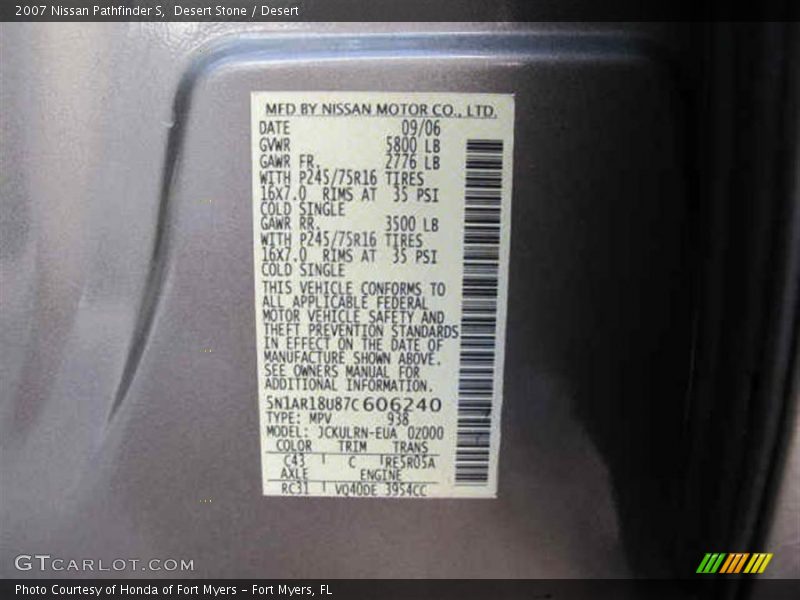 2007 Nissan Pathfinder S,  Desert Stone / Desert
MFD BY NISSAN MOTOR CO., LTD.
DATE 09/06
GVWR 5800 LB
GAWR FR. 2776 LB
WITH P245/75R16 TIRES
16X7.0 RIMS AT 35 PSI
COLD SINGLE
GAWR RR. 3500 LB
WITH P245/75R16 TIRES
16X7.0 RIMS AT 35 PSI
COLD SINGLE
THIS VEHICLE CONFORMS TO
ALL APPLICABLE FEDERAL
MOTOR VEHICLE SAFETY AND
THEFT PREVENTION STANDARDS
IN EFFECT ON THE DATE OF
MANUFACTURE SHOWN ABOVE.
SEE OWNERS MANUAL FOR
ADDITIONAL INFORMATION.
5N1AR18U87C606240
TYPE: MPV 938
MODEL: JCKULRN-EUA 02000
COLOR TRIM TRANS
C43 C RE5R05A
AXLE ENGINE
RC31 VQ40DE 3954CC
GTCARLOT.COM
Photo Courtesy of Honda of Fort Myers – Fort Myers, FL